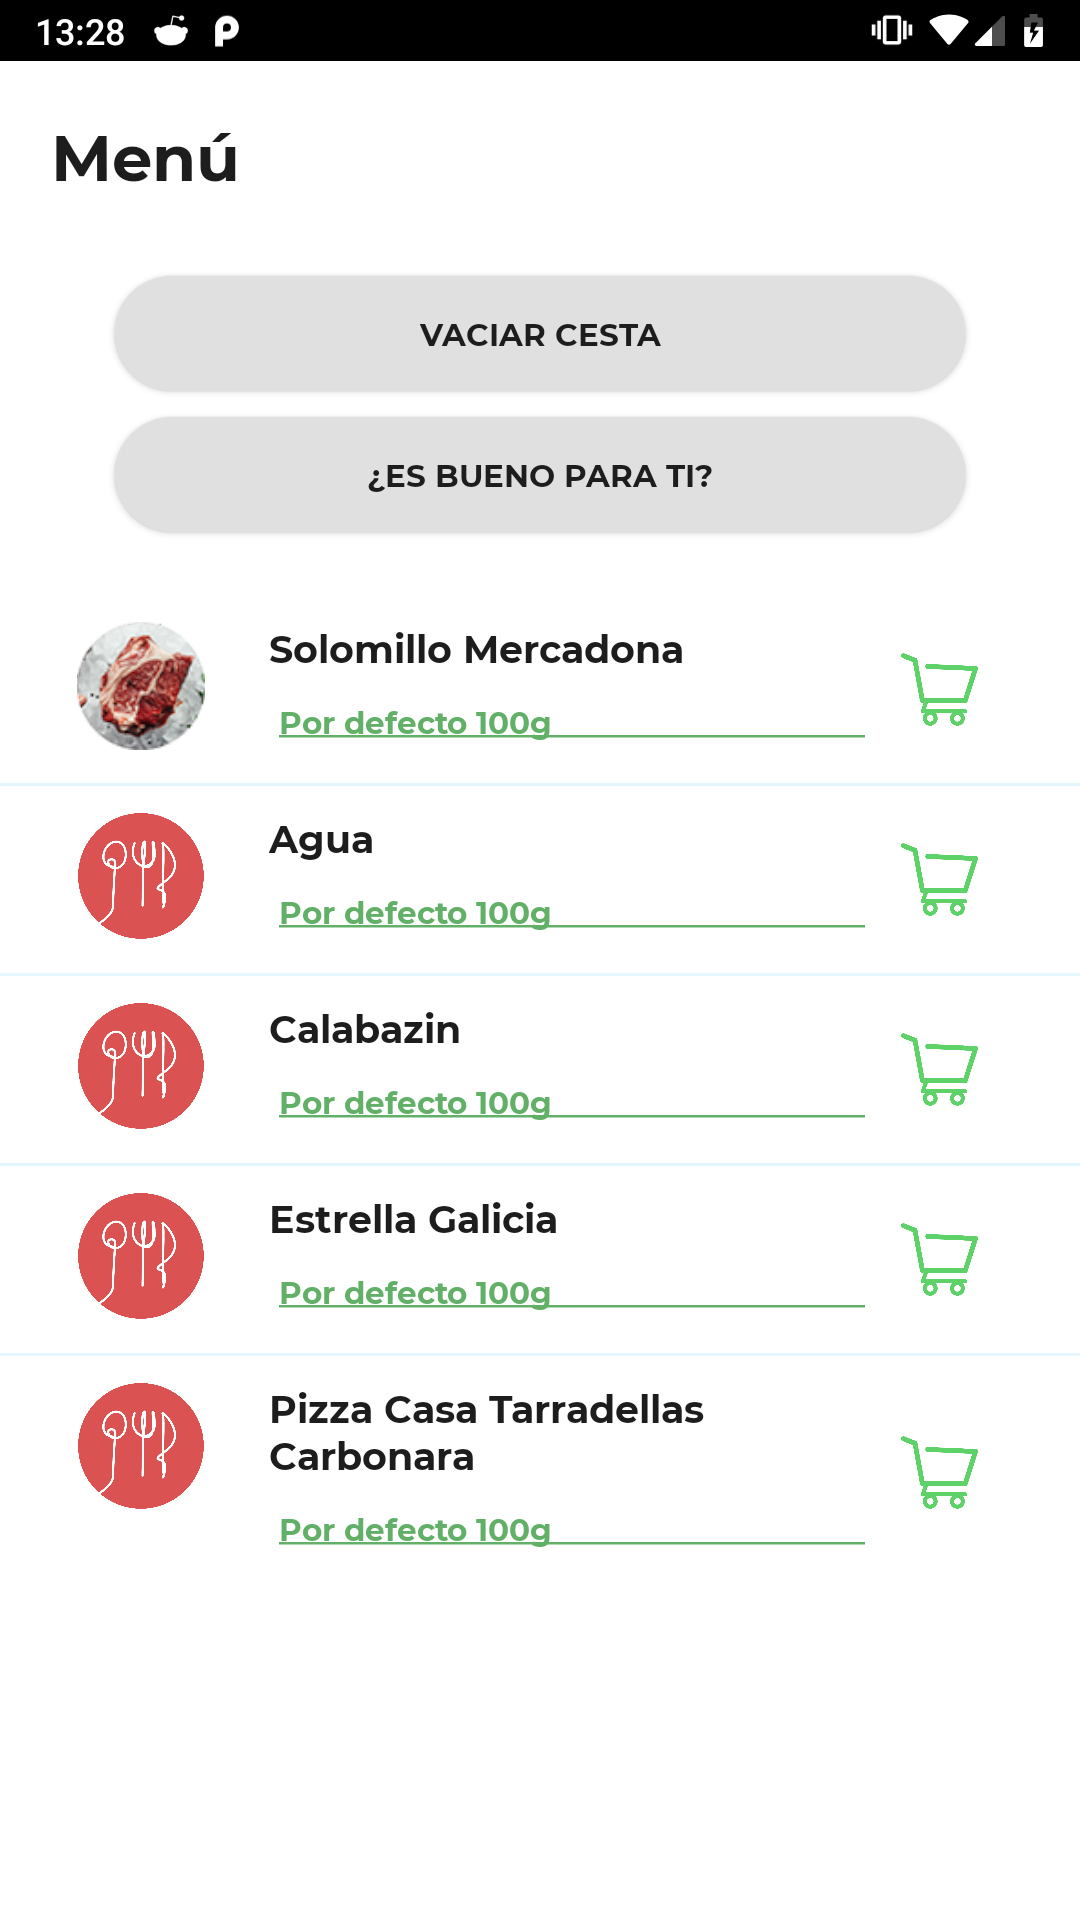 13:28
Menú
VACIAR CESTA
¿ES BUENO PARA TI?
Solomillo Mercadona
Por defecto 100g
Agua
Por defecto 100g
Calabazin
Por defecto 100g
Estrella Galicia
Por defecto 100g
Pizza Casa Tarradellas
Carbonara
Por defecto 100g